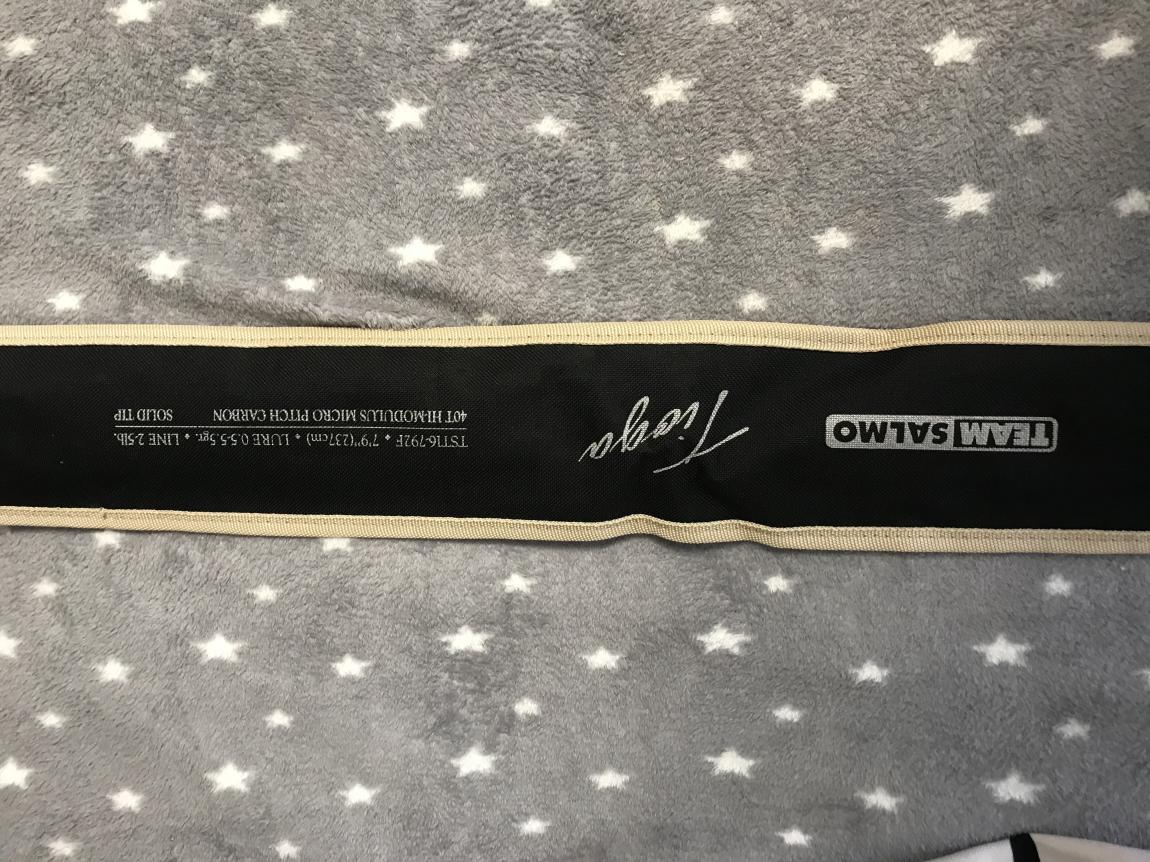 TEAM SALMO
Tioga
TSTI6-792F ♦ 7'9"(237cm) ♦ LURE 0.5-5.5gr. ♦ LINE 2-5lb.
40T HI-MODULUS MICRO PITCH CARBON SOLID TIP